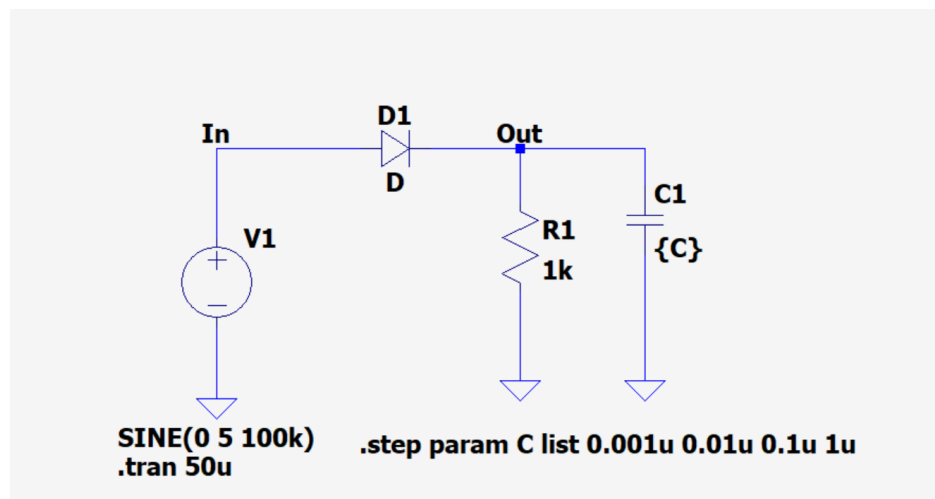 D1
In
Out
D
C1
V1
R1
{C}
1k
SINE(0 5 100k)
.step param C list 0.001u 0.01u 0.1u 1u
.tran 50u